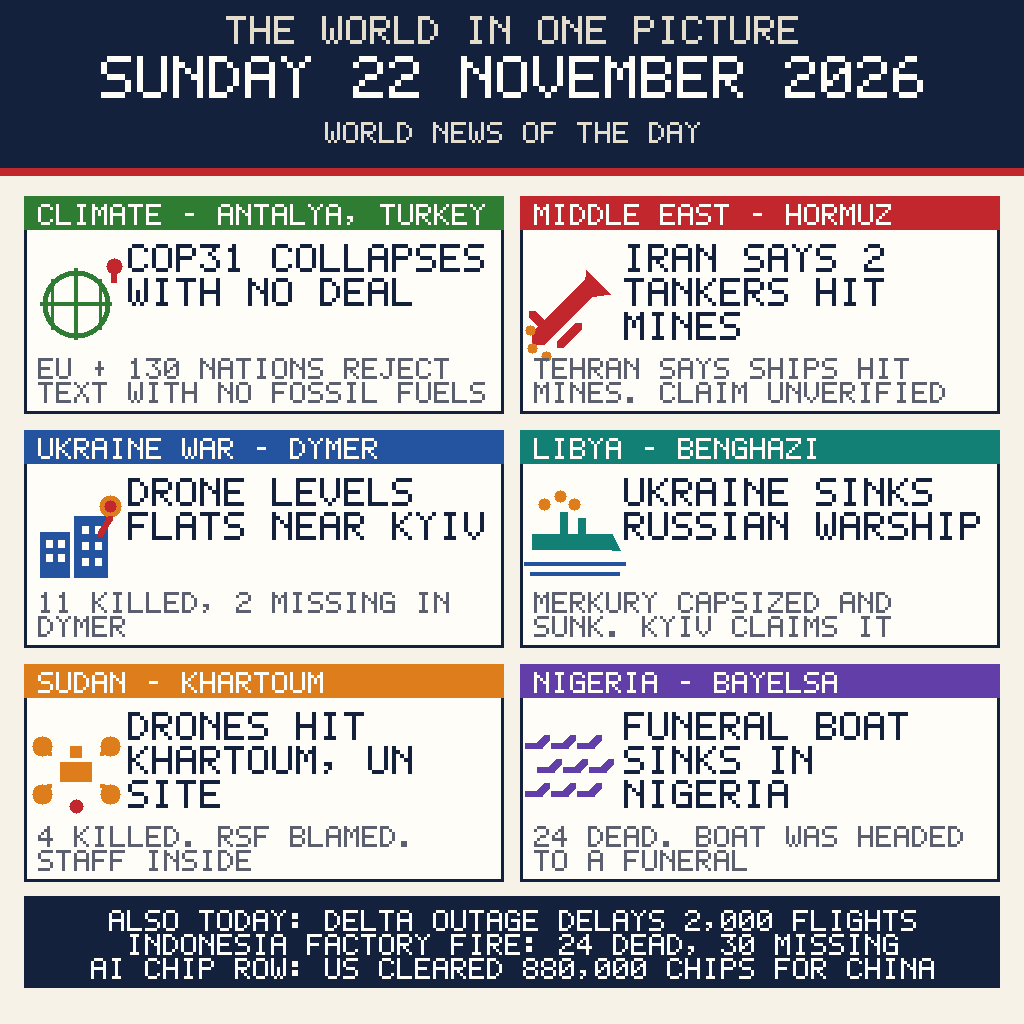 THE WORLD IN ONE PICTURE
SUNDAY 22 NOVEMBER 2026
WORLD NEWS OF THE DAY
CLIMATE - ANTALYA, TURKEY
COP31 COLLAPSES
WITH NO DEAL
EU + 130 NATIONS REJECT
TEXT WITH NO FOSSIL FUELS
MIDDLE EAST - HORMUZ
IRAN SAYS 2
TANKERS HIT
MINES
TEHRAN SAYS SHIPS HIT
MINES. CLAIM UNVERIFIED
UKRAINE WAR - DYMER
DRONE LEVELS
FLATS NEAR KYIV
11 KILLED, 2 MISSING IN
DYMER
LIBYA - BENGHAZI
UKRAINE SINKS
RUSSIAN WARSHIP
MERKURY CAPSIZED AND
SUNK. KYIV CLAIMS IT
SUDAN - KHARTOUM
DRONES HIT
KHARTOUM, UN
SITE
4 KILLED. RSF BLAMED.
STAFF INSIDE
NIGERIA - BAYELSA
FUNERAL BOAT
SINKS IN
NIGERIA
24 DEAD. BOAT WAS HEADED
TO A FUNERAL
ALSO TODAY: DELTA OUTAGE DELAYS 2,000 FLIGHTS
INDONESIA FACTORY FIRE: 24 DEAD, 30 MISSING
AI CHIP ROW: US CLEARED 880,000 CHIPS FOR CHINA